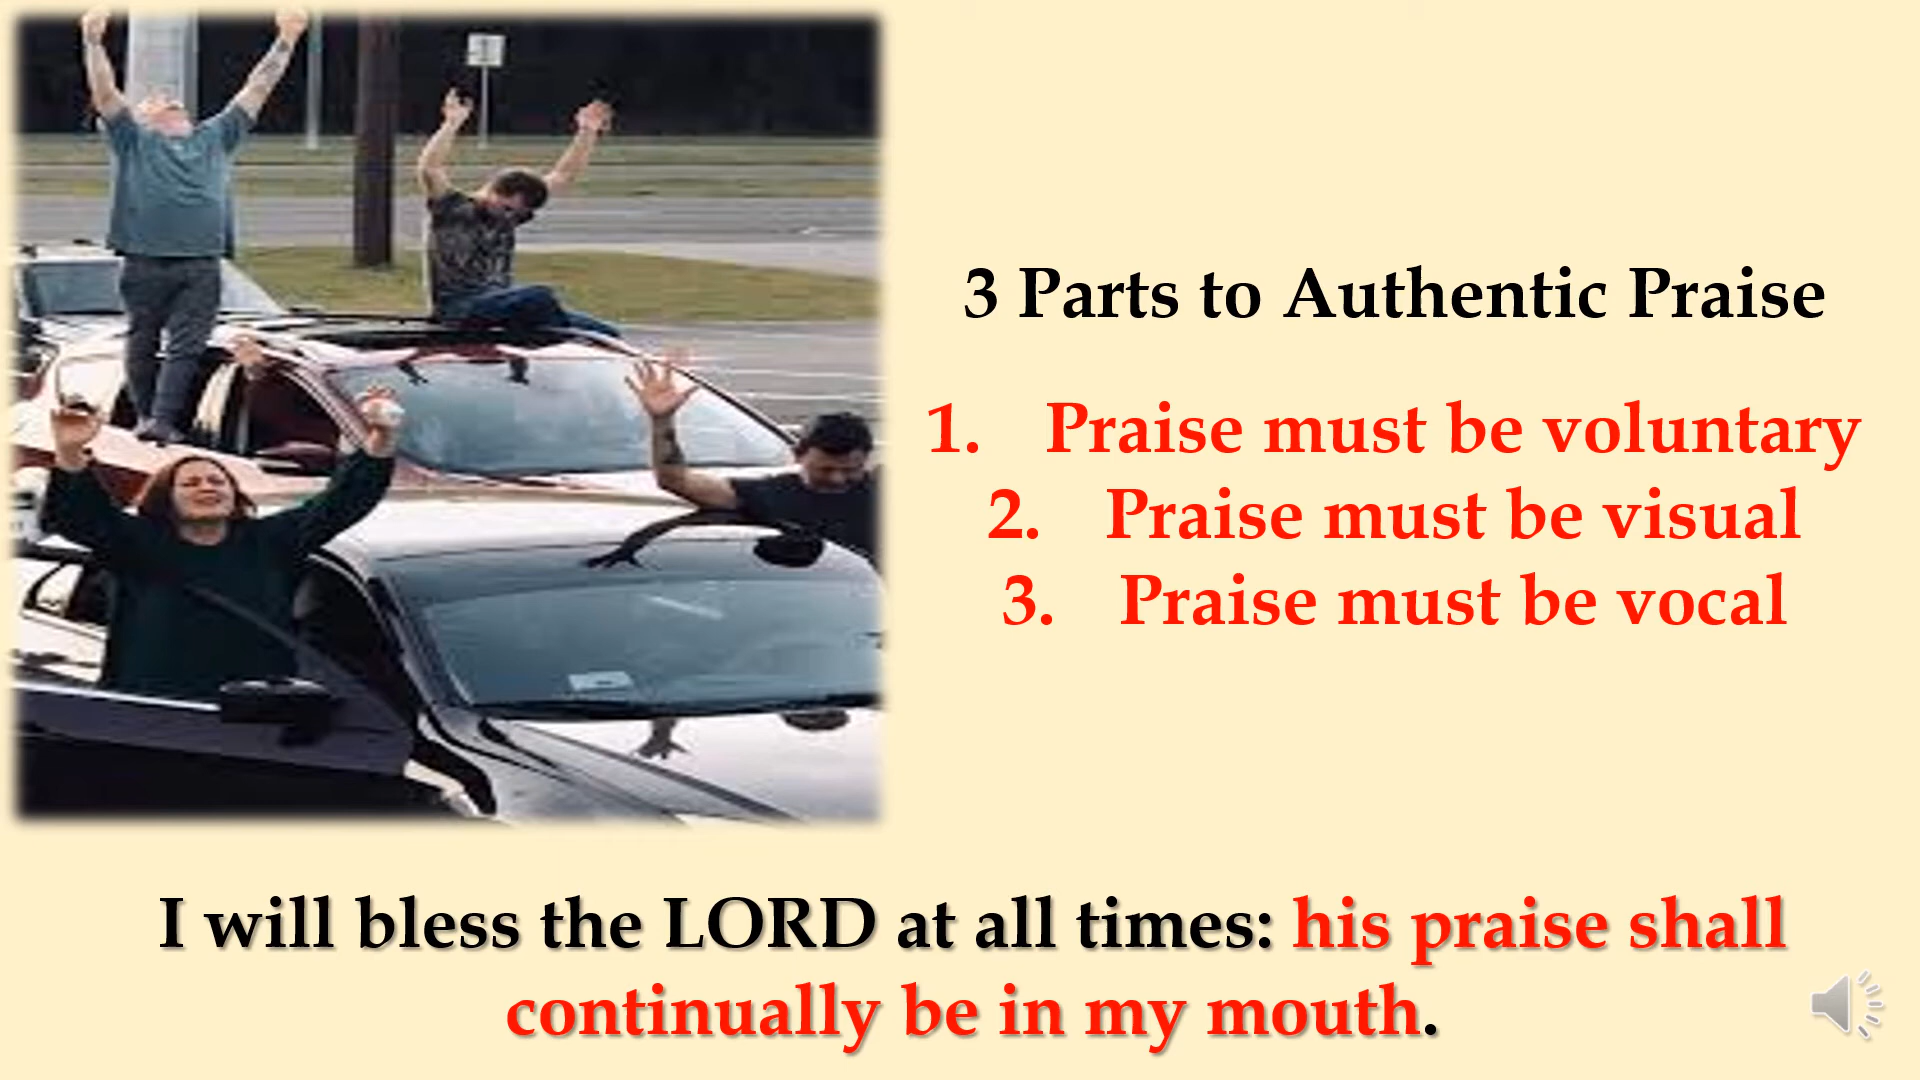 3 Parts to Authentic Praise
1. Praise must be voluntary
2. Praise must be visual
3. Praise must be vocal
I will bless the LORD at all times: his praise shall
continually be in my mouth.